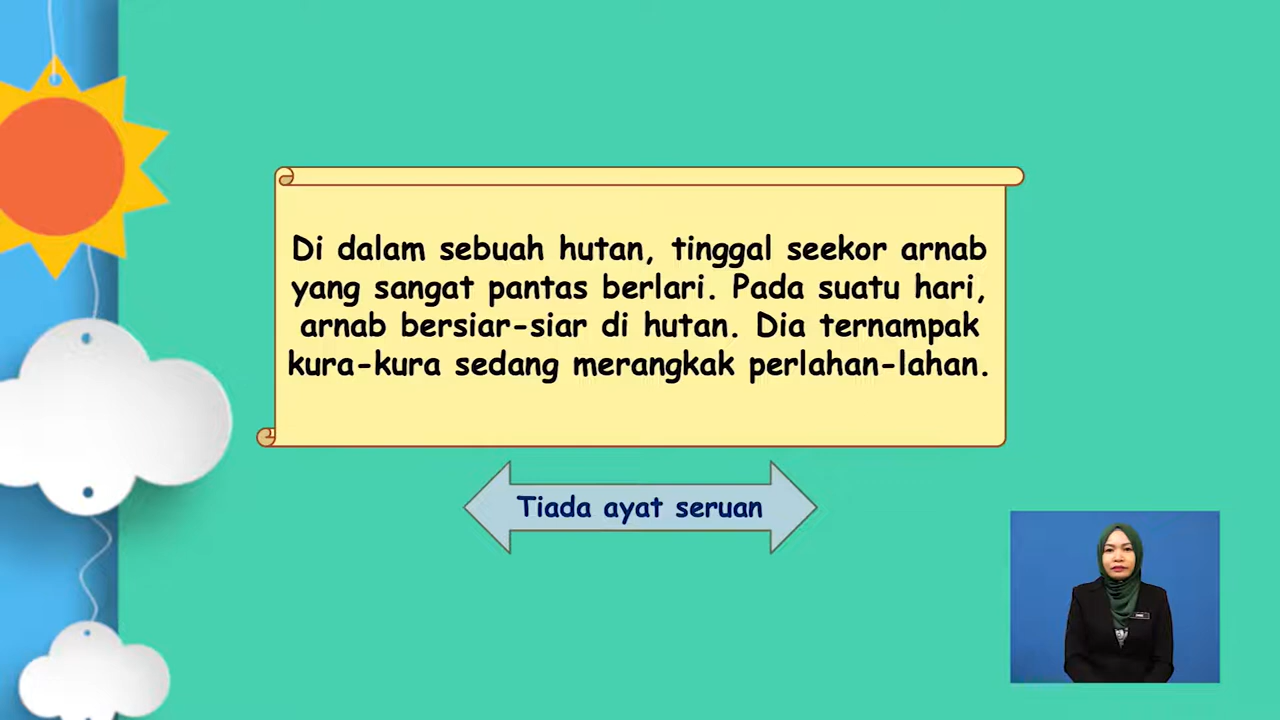 Di dalam sebuah hutan, tinggal seekor arnab
yang sangat pantas berlari. Pada suatu hari,
arnab bersiar-siar di hutan. Dia ternampak
kura-kura sedang merangkak perlahan-lahan.
Tiada ayat seruan